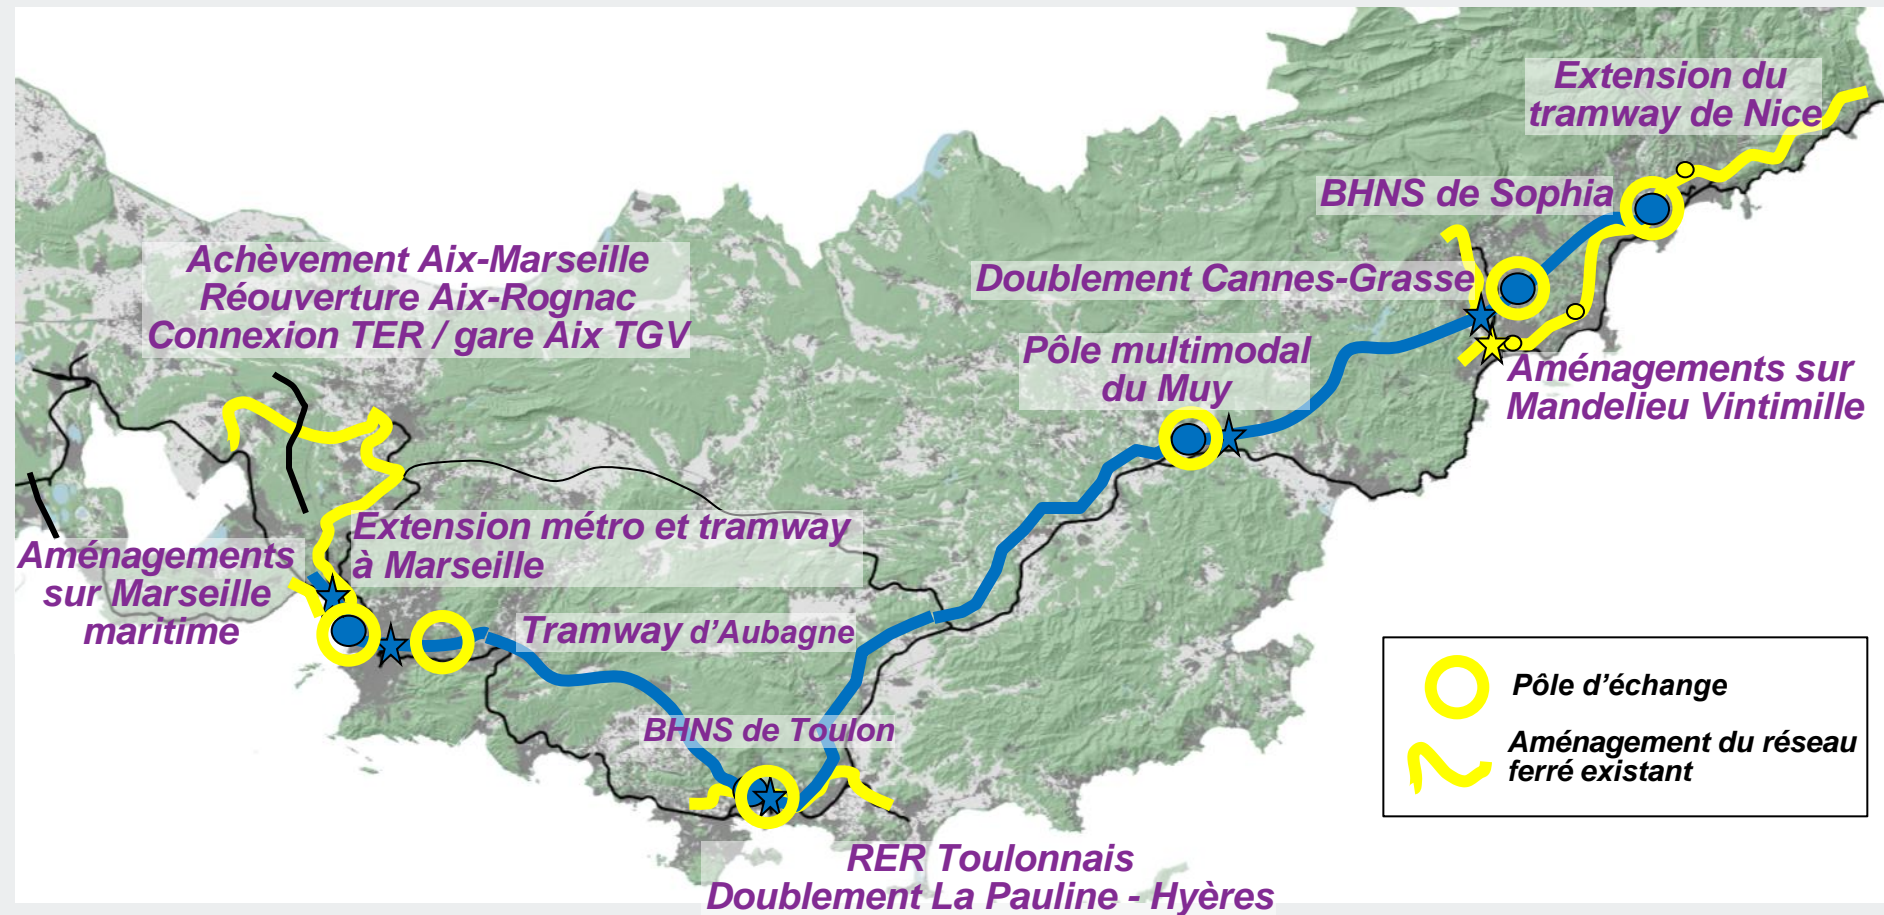 Extension du
tramway de Nice
BHNS de Sophia
Achèvement Aix-Marseille
Réouverture Aix-Rognac
Connexion TER / gare Aix TGV
Doublement Cannes-Grasse
Pôle multimodal
du Muy
Aménagements sur
Mandelieu Vintimille
Extension métro et tramway
à Marseille
Aménagements
sur Marseille
maritime
Tramway d'Aubagne
BHNS de Toulon
Pôle d'échange
Aménagement du réseau
ferré existant
RER Toulonnais
Doublement La Pauline - Hyères